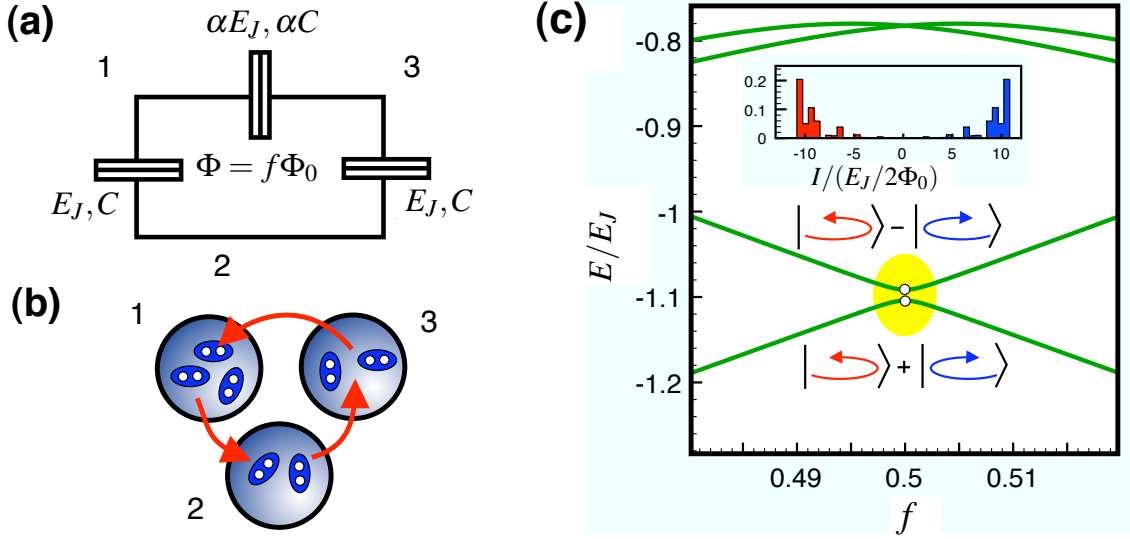 (a)
αE_J, αC
1
3
Φ = fΦ_0
E_J, C
E_J, C
2
(b)
1
3
2
(c)
E/E_J
-0.8
-0.9
-1
-1.1
-1.2
0.2
0.1
0
-10 -5 0 5 10
I/(E_J/2Φ_0)
| ⟩ − | ⟩
| ⟩ + | ⟩
0.49 0.5 0.51
f